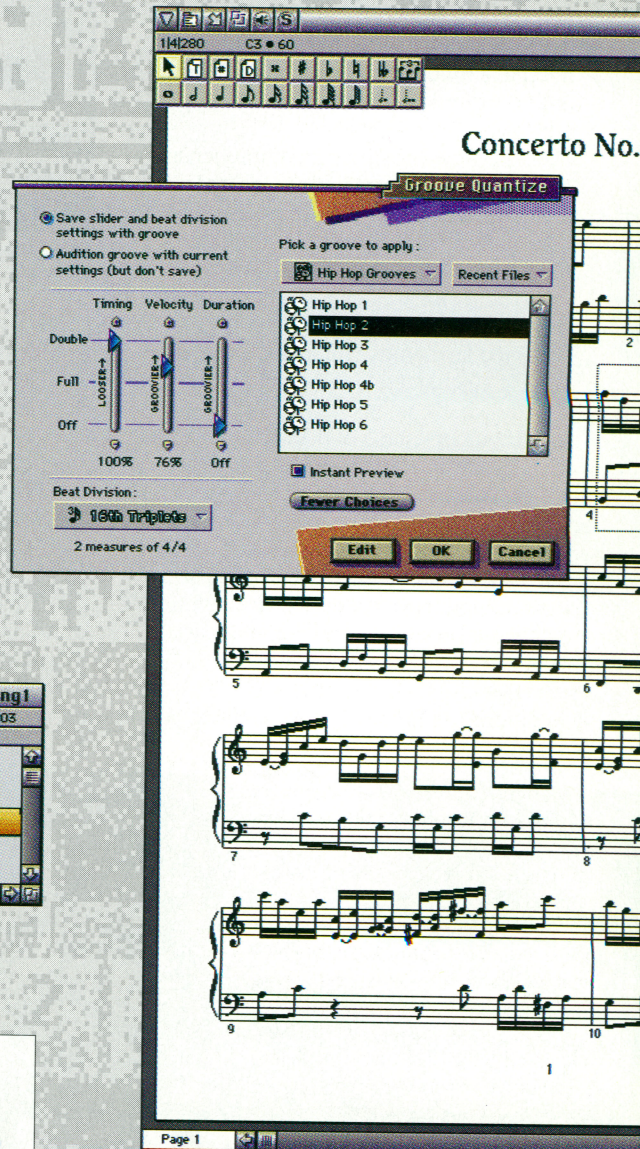 S
1|4|280 C3 • 60
T D
Concerto No.
Groove Quantize
Save slider and beat division
settings with groove
Audition groove with current
settings (but don't save)
Timing Velocity Duration
Double
Full
Off
LOOSER→
GROOVIER→
GROOVIER→
100% 76% Off
Beat Division:
3 16th Triplets
2 measures of 4/4
Pick a groove to apply :
Hip Hop Grooves
Recent Files
Hip Hop 1
Hip Hop 2
Hip Hop 3
Hip Hop 4
Hip Hop 4b
Hip Hop 5
Hip Hop 6
Instant Preview
Fewer Choices
Edit OK Cancel
2
4
5 6
ng1
03
7 8
9 10
1
Page 1